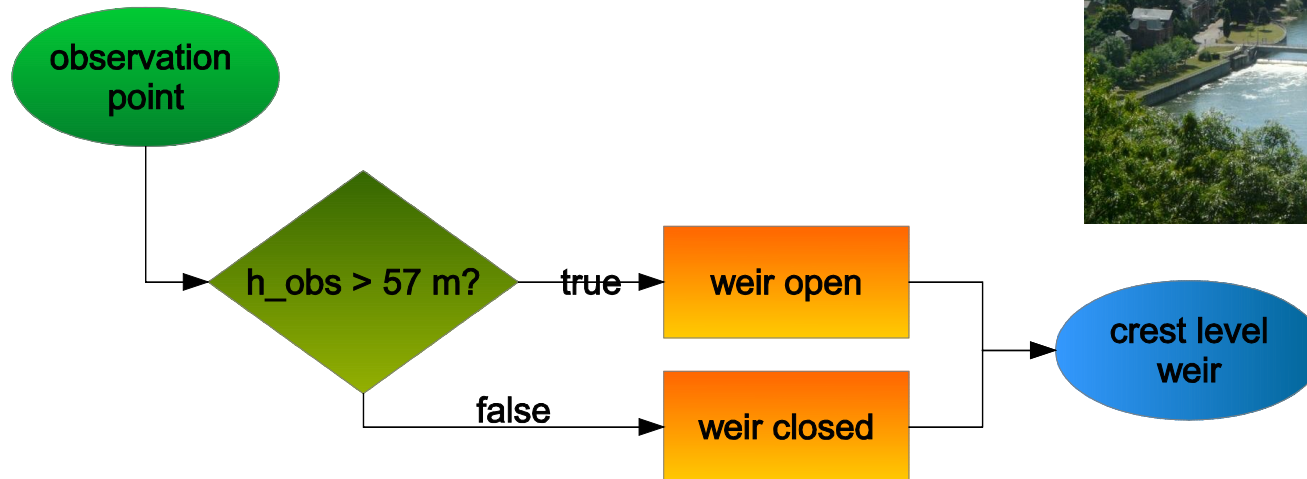 observation
point
h_obs > 57 m?
true
weir open
false
weir closed
crest level
weir